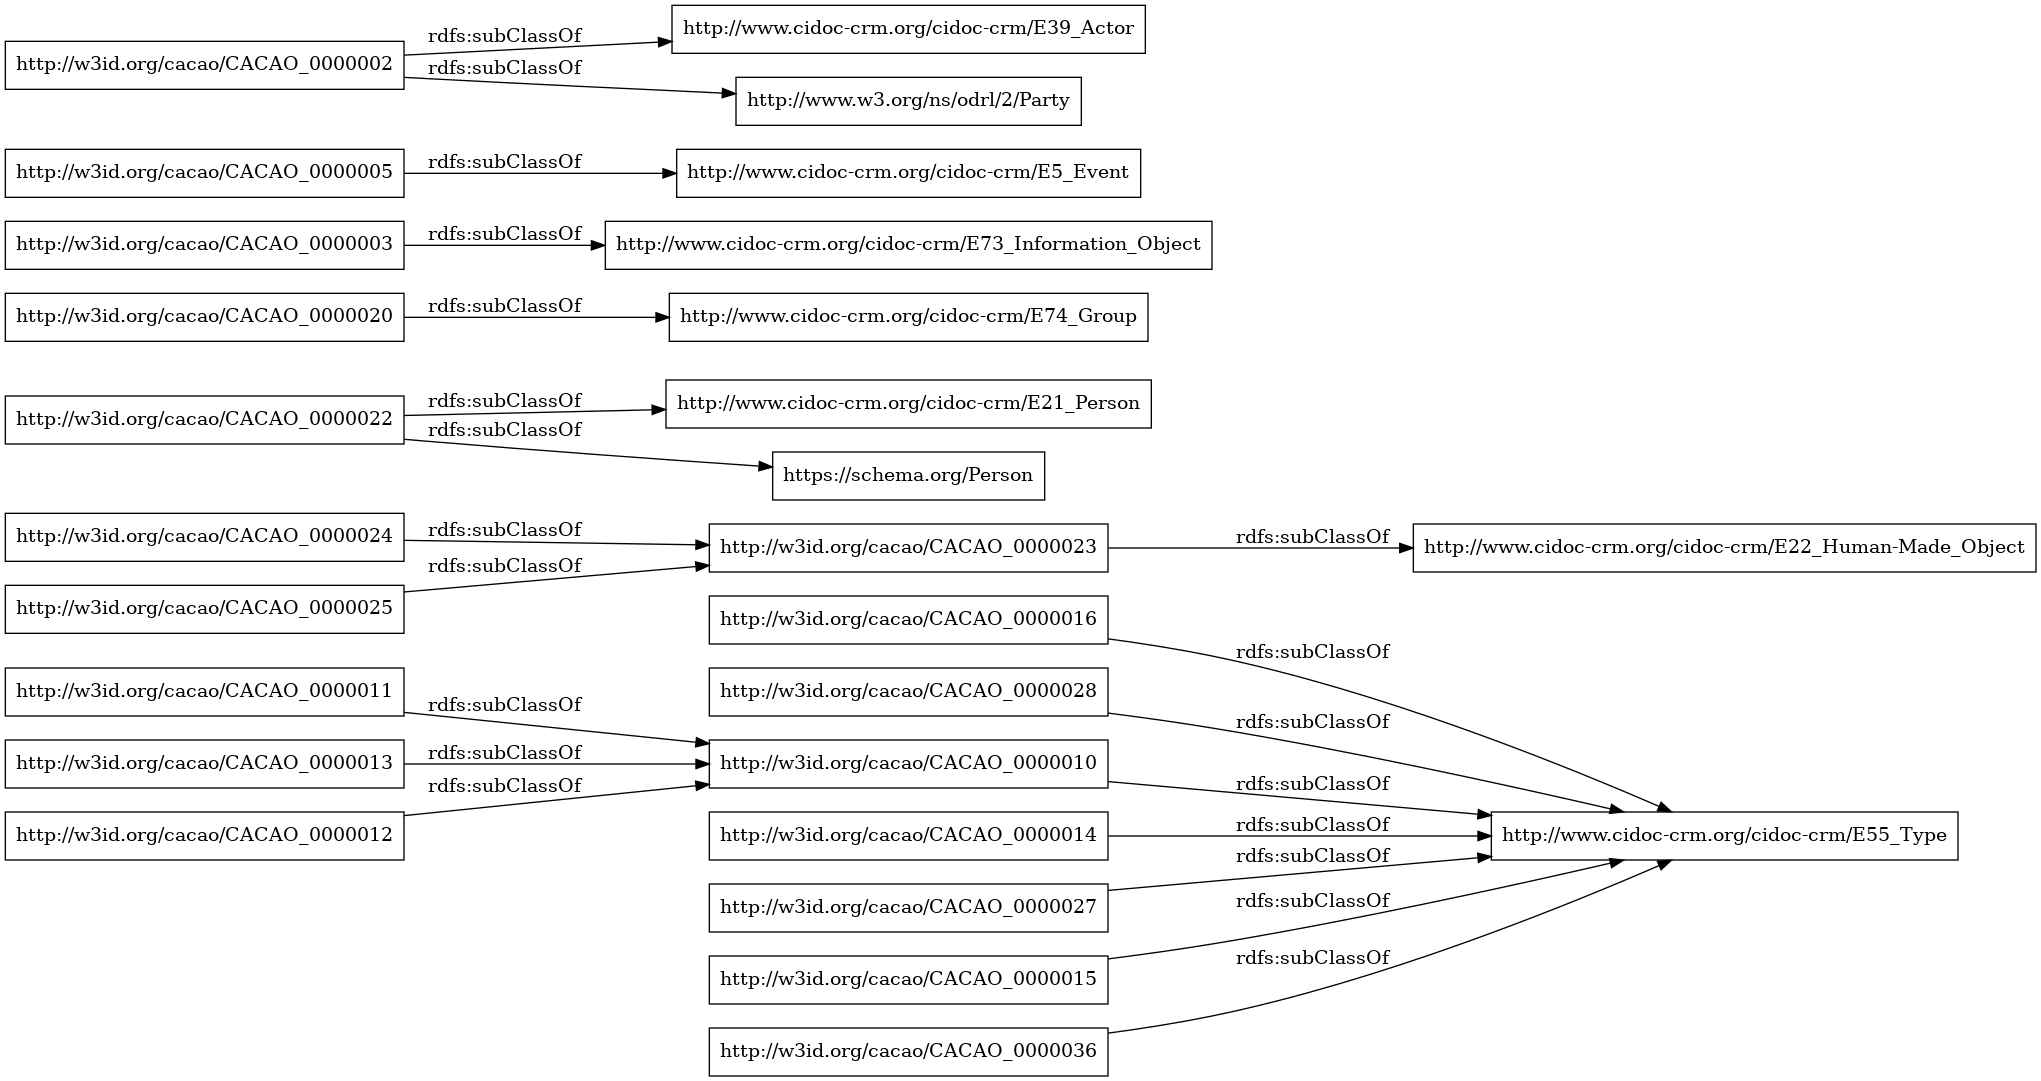 http://w3id.org/cacao/CACAO_0000002
rdfs:subClassOf
http://www.cidoc-crm.org/cidoc-crm/E39_Actor
rdfs:subClassOf
http://www.w3.org/ns/odrl/2/Party
http://w3id.org/cacao/CACAO_0000005
rdfs:subClassOf
http://www.cidoc-crm.org/cidoc-crm/E5_Event
http://w3id.org/cacao/CACAO_0000003
rdfs:subClassOf
http://www.cidoc-crm.org/cidoc-crm/E73_Information_Object
http://w3id.org/cacao/CACAO_0000020
rdfs:subClassOf
http://www.cidoc-crm.org/cidoc-crm/E74_Group
http://w3id.org/cacao/CACAO_0000022
rdfs:subClassOf
http://www.cidoc-crm.org/cidoc-crm/E21_Person
rdfs:subClassOf
https://schema.org/Person
http://w3id.org/cacao/CACAO_0000024
rdfs:subClassOf
http://w3id.org/cacao/CACAO_0000025
rdfs:subClassOf
http://w3id.org/cacao/CACAO_0000023
rdfs:subClassOf
http://www.cidoc-crm.org/cidoc-crm/E22_Human-Made_Object
http://w3id.org/cacao/CACAO_0000016
rdfs:subClassOf
http://w3id.org/cacao/CACAO_0000028
rdfs:subClassOf
http://w3id.org/cacao/CACAO_0000011
rdfs:subClassOf
http://w3id.org/cacao/CACAO_0000013
rdfs:subClassOf
http://w3id.org/cacao/CACAO_0000012
rdfs:subClassOf
http://w3id.org/cacao/CACAO_0000010
rdfs:subClassOf
http://w3id.org/cacao/CACAO_0000014
rdfs:subClassOf
http://www.cidoc-crm.org/cidoc-crm/E55_Type
http://w3id.org/cacao/CACAO_0000027
rdfs:subClassOf
http://w3id.org/cacao/CACAO_0000015
rdfs:subClassOf
http://w3id.org/cacao/CACAO_0000036
rdfs:subClassOf